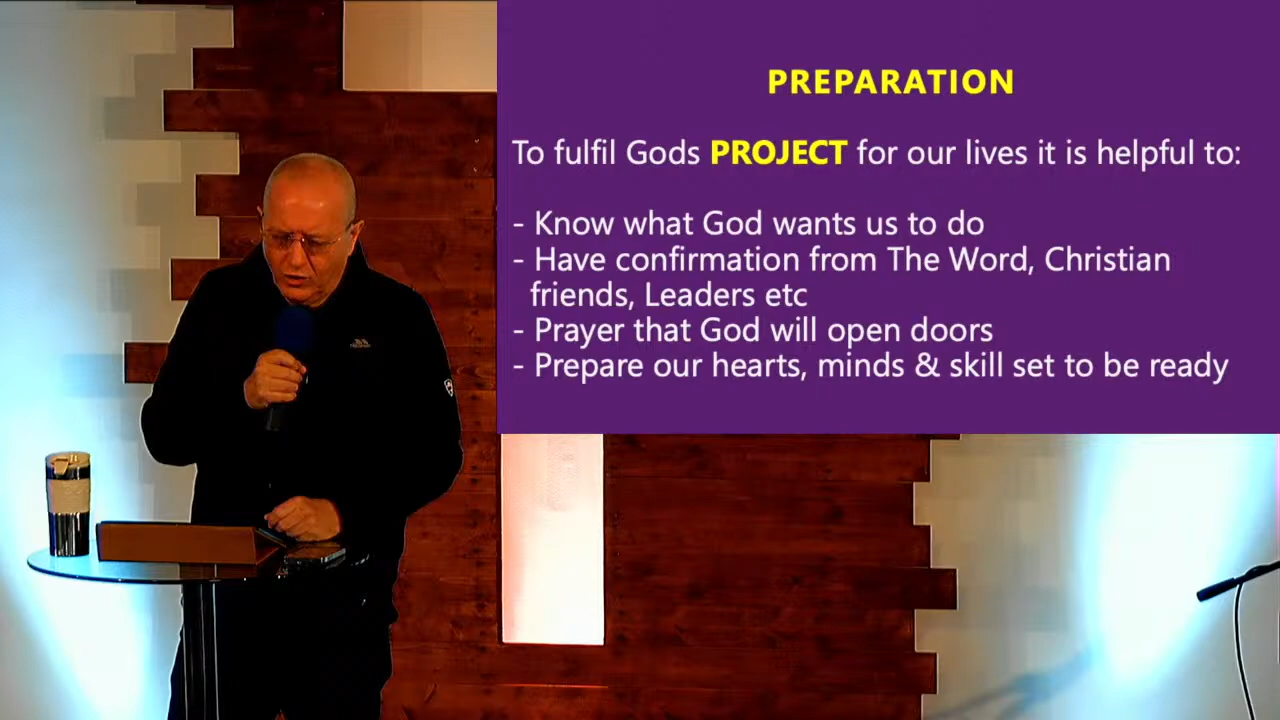 PREPARATION
To fulfil Gods PROJECT for our lives it is helpful to:
- Know what God wants us to do
- Have confirmation from The Word, Christian
friends, Leaders etc
- Prayer that God will open doors
- Prepare our hearts, minds & skill set to be ready